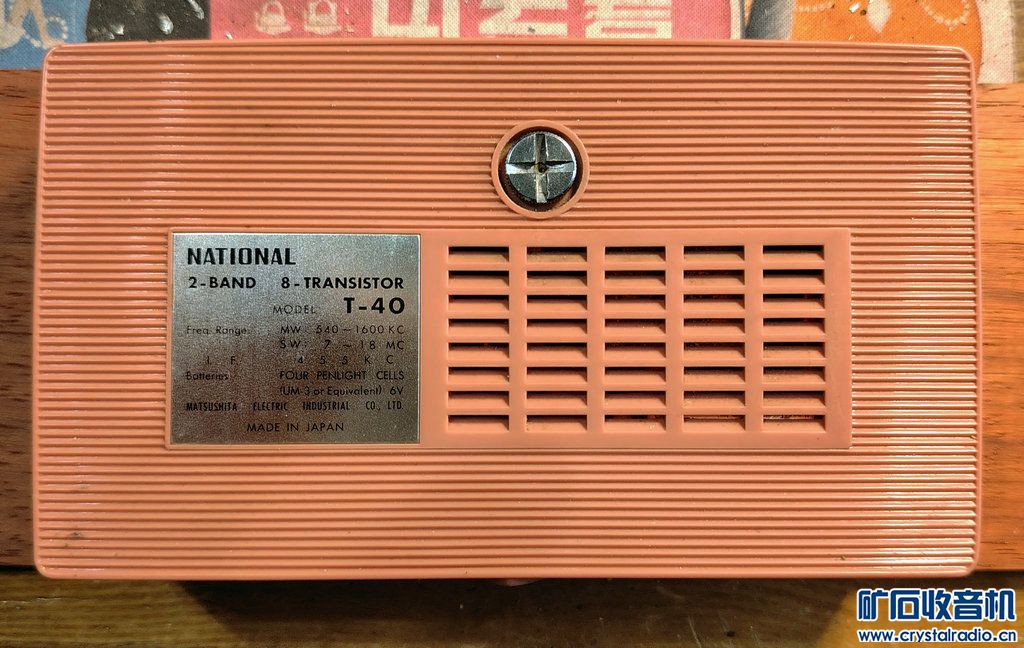 NATIONAL
2-BAND 8-TRANSISTOR
MODEL T-40
Freq. Range: MW 540~1600 KC
SW 7~18 MC
I F 455 KC
Batteries: FOUR PENLIGHT CELLS
(UM-3 or Equivalent) 6V
MATSUSHITA ELECTRIC INDUSTRIAL CO., LTD.
MADE IN JAPAN
矿石收音机
www.crystalradio.cn